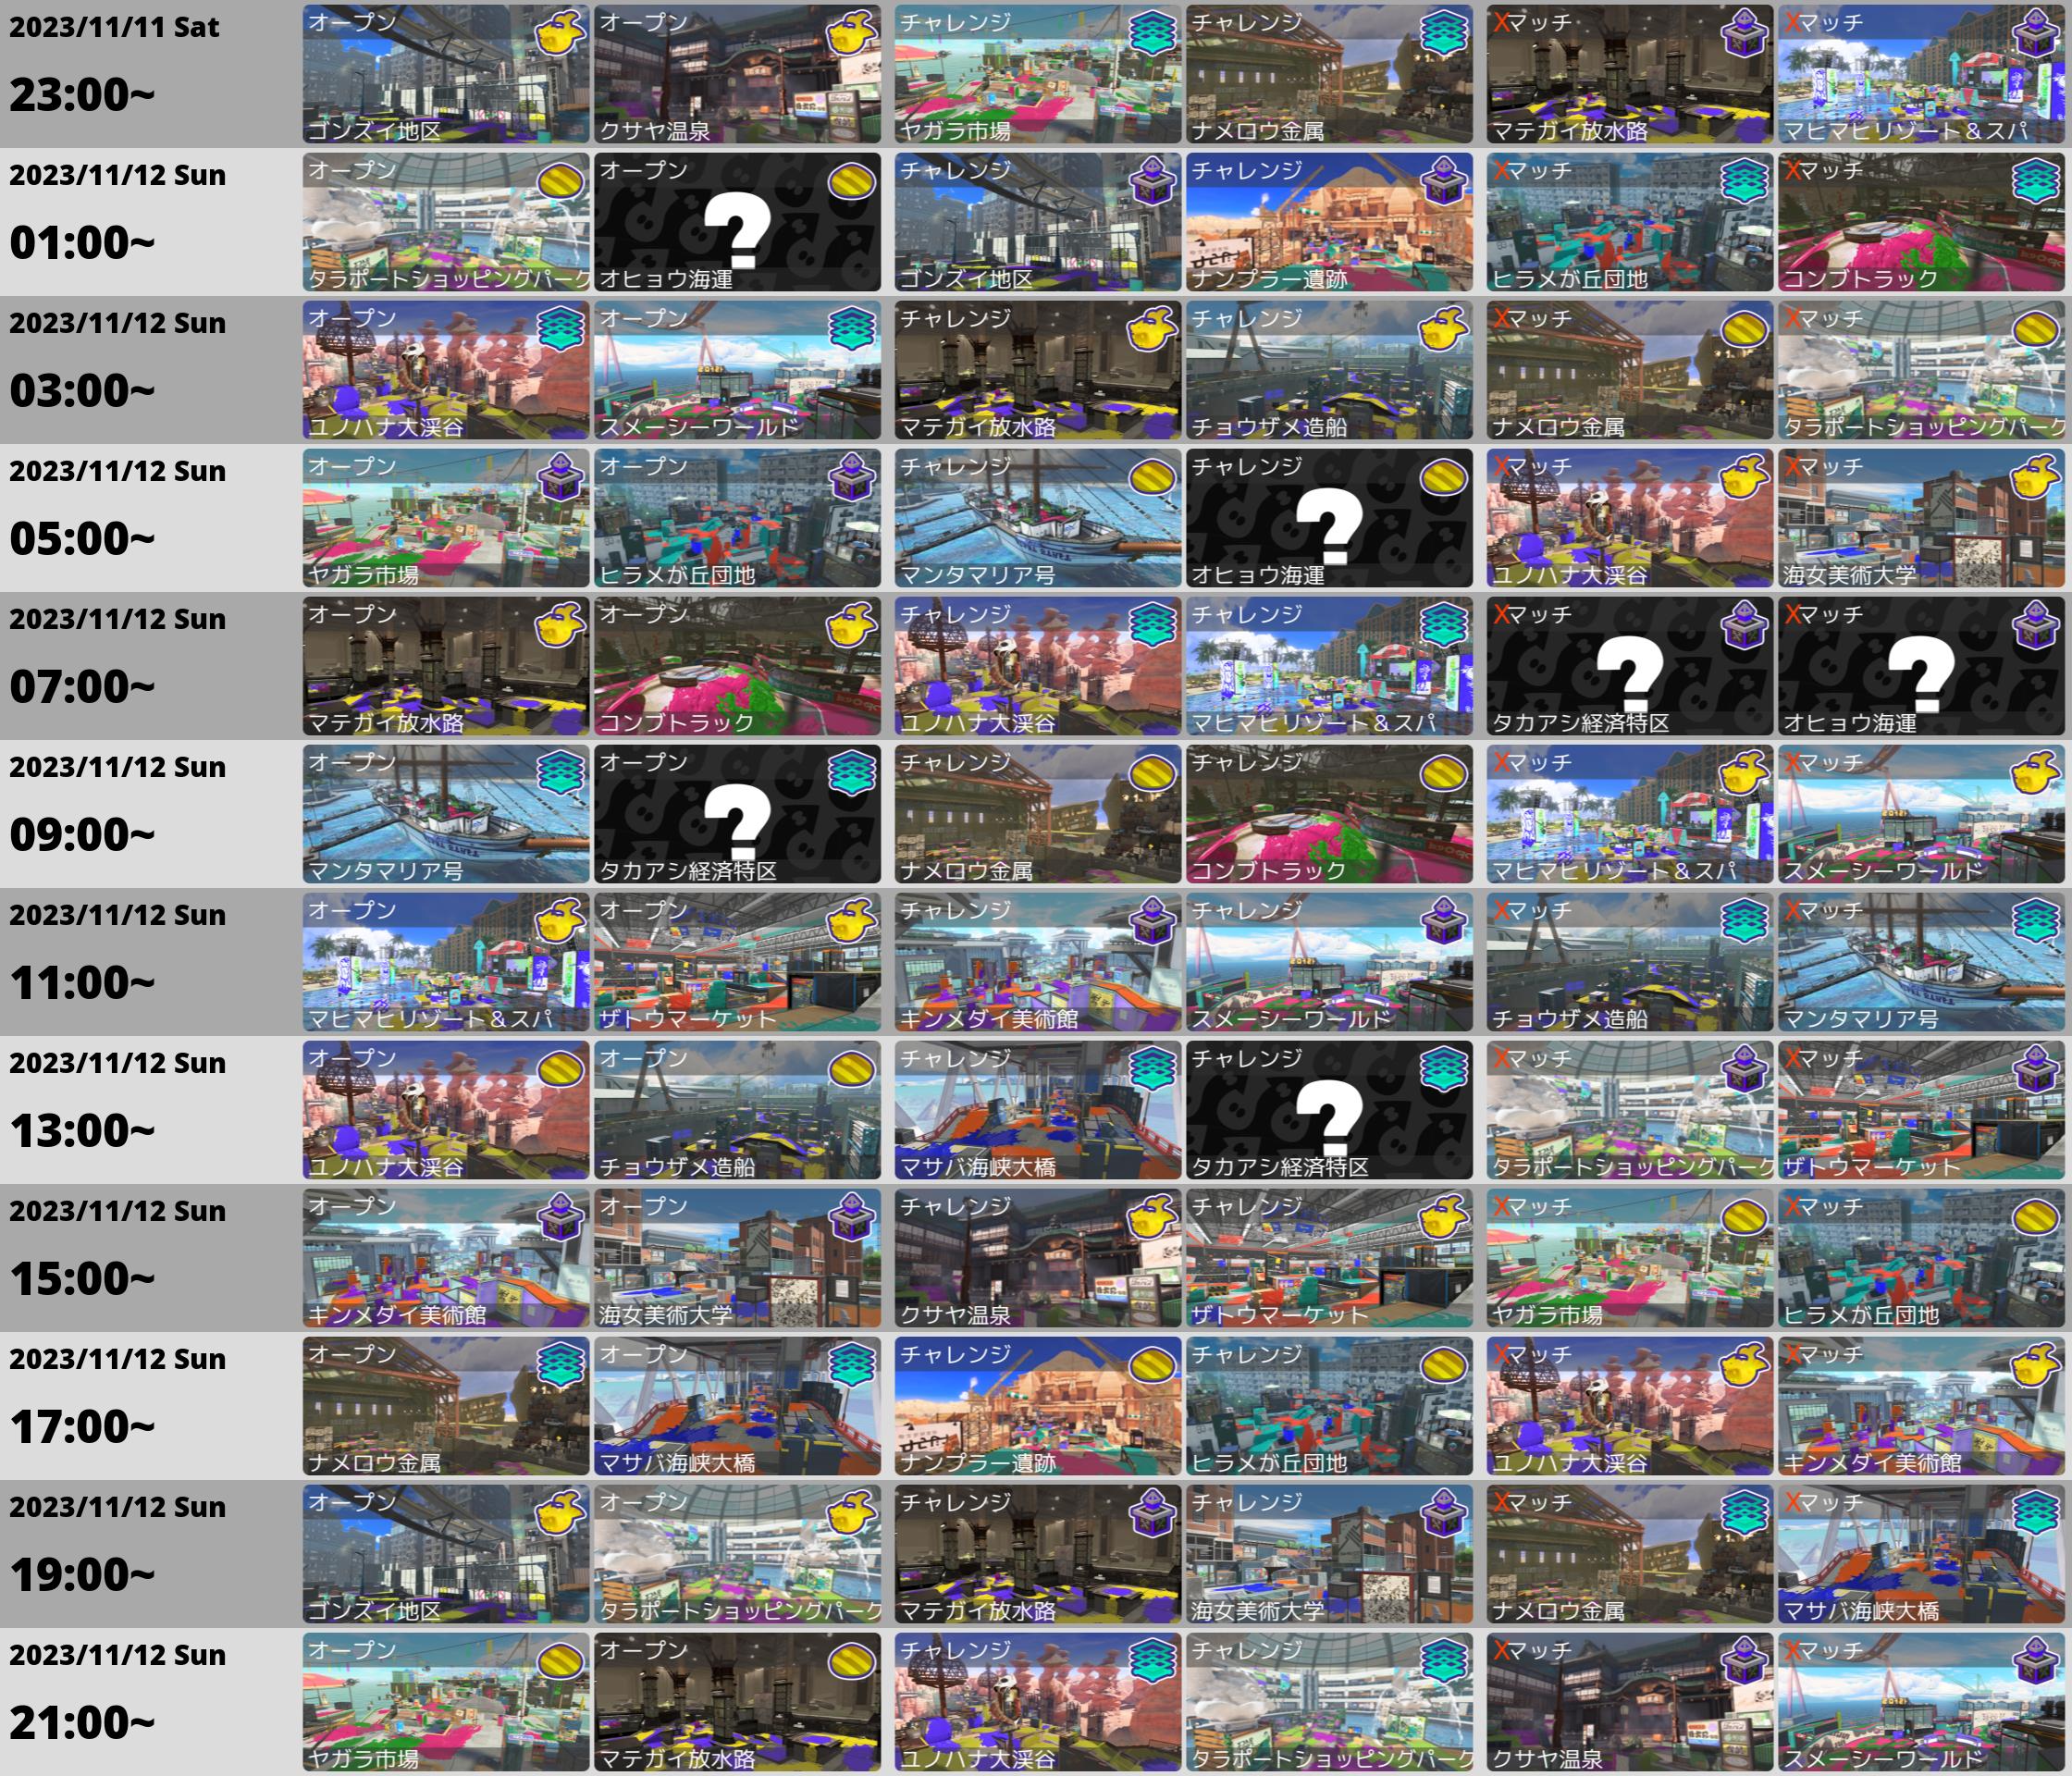 2023/11/11 Sat
23:00~
オープン オープン チャレンジ チャレンジ Xマッチ Xマッチ
ゴンズイ地区 クサヤ温泉 ヤガラ市場 ナメロウ金属 マテガイ放水路 マヒマヒリゾート＆スパ
2023/11/12 Sun
01:00~
オープン オープン チャレンジ チャレンジ Xマッチ Xマッチ
?
タラポートショッピングパーク オヒョウ海運 ゴンズイ地区 ナンプラー遺跡 ヒラメが丘団地 コンブトラック
2023/11/12 Sun
03:00~
オープン オープン チャレンジ チャレンジ Xマッチ Xマッチ
ユノハナ大渓谷 スメーシーワールド マテガイ放水路 チョウザメ造船 ナメロウ金属 タラポートショッピングパーク
2023/11/12 Sun
05:00~
オープン オープン チャレンジ チャレンジ Xマッチ Xマッチ
?
ヤガラ市場 ヒラメが丘団地 マンタマリア号 オヒョウ海運 ユノハナ大渓谷 海女美術大学
2023/11/12 Sun
07:00~
オープン オープン チャレンジ チャレンジ Xマッチ Xマッチ
? ?
マテガイ放水路 コンブトラック ユノハナ大渓谷 マヒマヒリゾート＆スパ タカアシ経済特区 オヒョウ海運
2023/11/12 Sun
09:00~
オープン オープン チャレンジ チャレンジ Xマッチ Xマッチ
?
マンタマリア号 タカアシ経済特区 ナメロウ金属 コンブトラック マヒマヒリゾート＆スパ スメーシーワールド
2023/11/12 Sun
11:00~
オープン オープン チャレンジ チャレンジ Xマッチ Xマッチ
マヒマヒリゾート＆スパ ザトウマーケット キンメダイ美術館 スメーシーワールド チョウザメ造船 マンタマリア号
2023/11/12 Sun
13:00~
オープン オープン チャレンジ チャレンジ Xマッチ Xマッチ
?
ユノハナ大渓谷 チョウザメ造船 マサバ海峡大橋 タカアシ経済特区 タラポートショッピングパーク ザトウマーケット
2023/11/12 Sun
15:00~
オープン オープン チャレンジ チャレンジ Xマッチ Xマッチ
キンメダイ美術館 海女美術大学 クサヤ温泉 ザトウマーケット ヤガラ市場 ヒラメが丘団地
2023/11/12 Sun
17:00~
オープン オープン チャレンジ チャレンジ Xマッチ Xマッチ
ナメロウ金属 マサバ海峡大橋 ナンプラー遺跡 ヒラメが丘団地 ユノハナ大渓谷 キンメダイ美術館
2023/11/12 Sun
19:00~
オープン オープン チャレンジ チャレンジ Xマッチ Xマッチ
ゴンズイ地区 タラポートショッピングパーク マテガイ放水路 海女美術大学 ナメロウ金属 マサバ海峡大橋
2023/11/12 Sun
21:00~
オープン オープン チャレンジ チャレンジ Xマッチ Xマッチ
ヤガラ市場 マテガイ放水路 ユノハナ大渓谷 タラポートショッピングパーク クサヤ温泉 スメーシーワールド